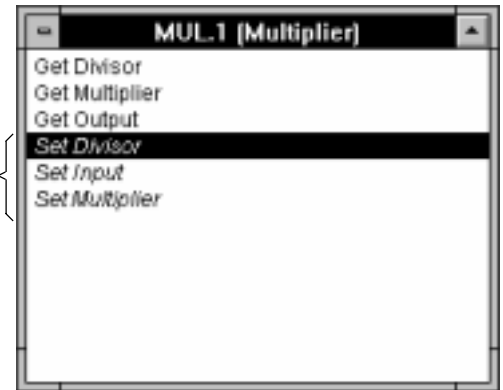 MUL.1 (Multiplier)
Get Divisor
Get Multiplier
Get Output
Set Divisor
Set Input
Set Multiplier